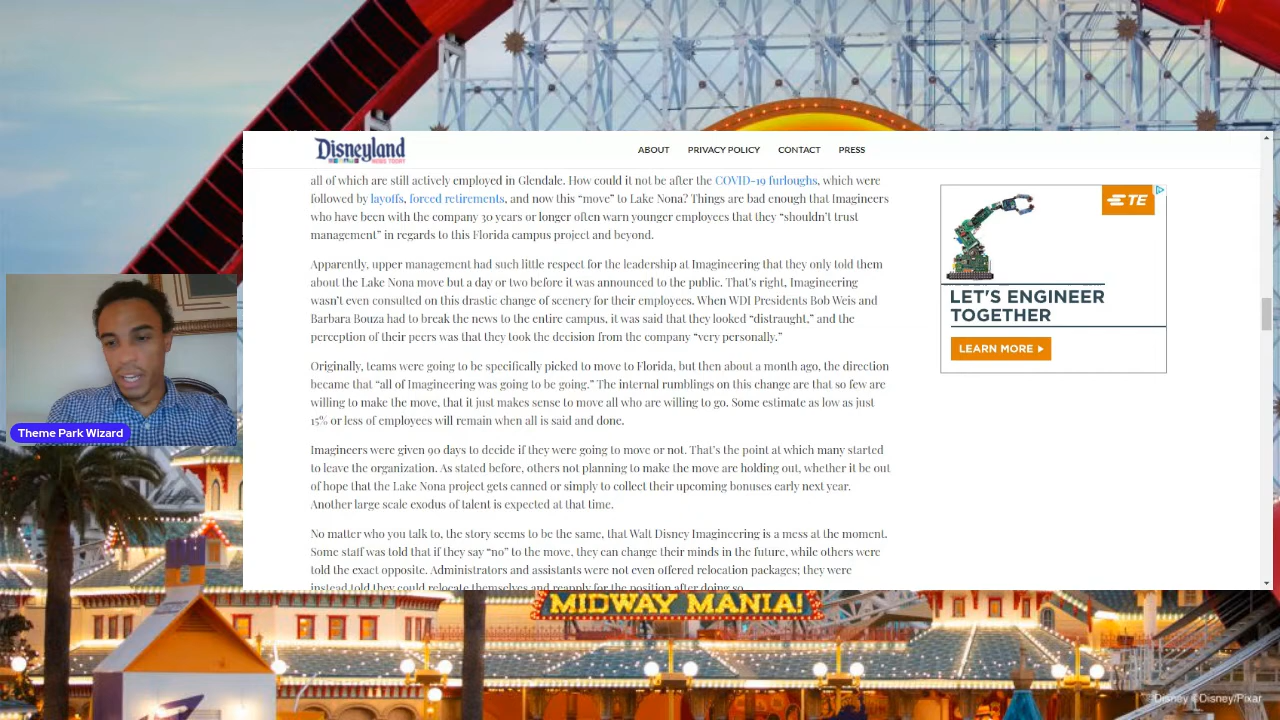 Disneyland
NEWS TODAY
ABOUT PRIVACY POLICY CONTACT PRESS
all of which are still actively employed in Glendale. How could it not be after the COVID-19 furloughs, which were
followed by layoffs, forced retirements, and now this “move” to Lake Nona? Things are bad enough that Imagineers
who have been with the company 30 years or longer often warn younger employees that they “shouldn’t trust
management” in regards to this Florida campus project and beyond.
Apparently, upper management had such little respect for the leadership at Imagineering that they only told them
about the Lake Nona move but a day or two before it was announced to the public. That’s right, Imagineering
wasn’t even consulted on this drastic change of scenery for their employees. When WDI Presidents Bob Weis and
Barbara Bouza had to break the news to the entire campus, it was said that they looked “distraught,” and the
perception of their peers was that they took the decision from the company “very personally.”
Originally, teams were going to be specifically picked to move to Florida, but then about a month ago, the direction
became that “all of Imagineering was going to be going.” The internal rumblings on this change are that so few are
willing to make the move, that it just makes sense to move all who are willing to go. Some estimate as low as just
15% or less of employees will remain when all is said and done.
Imagineers were given 90 days to decide if they were going to move or not. That’s the point at which many started
to leave the organization. As stated before, others not planning to make the move are holding out, whether it be out
of hope that the Lake Nona project gets canned or simply to collect their upcoming bonuses early next year.
Another large scale exodus of talent is expected at that time.
No matter who you talk to, the story seems to be the same, that Walt Disney Imagineering is a mess at the moment.
Some staff was told that if they say “no” to the move, they can change their minds in the future, while others were
told the exact opposite. Administrators and assistants were not even offered relocation packages; they were
instead told they could relocate themselves and reapply for the position after doing so.
TE
LET'S ENGINEER
TOGETHER
LEARN MORE
Theme Park Wizard
MIDWAY MANIA!
©Disney ©Disney/Pixar